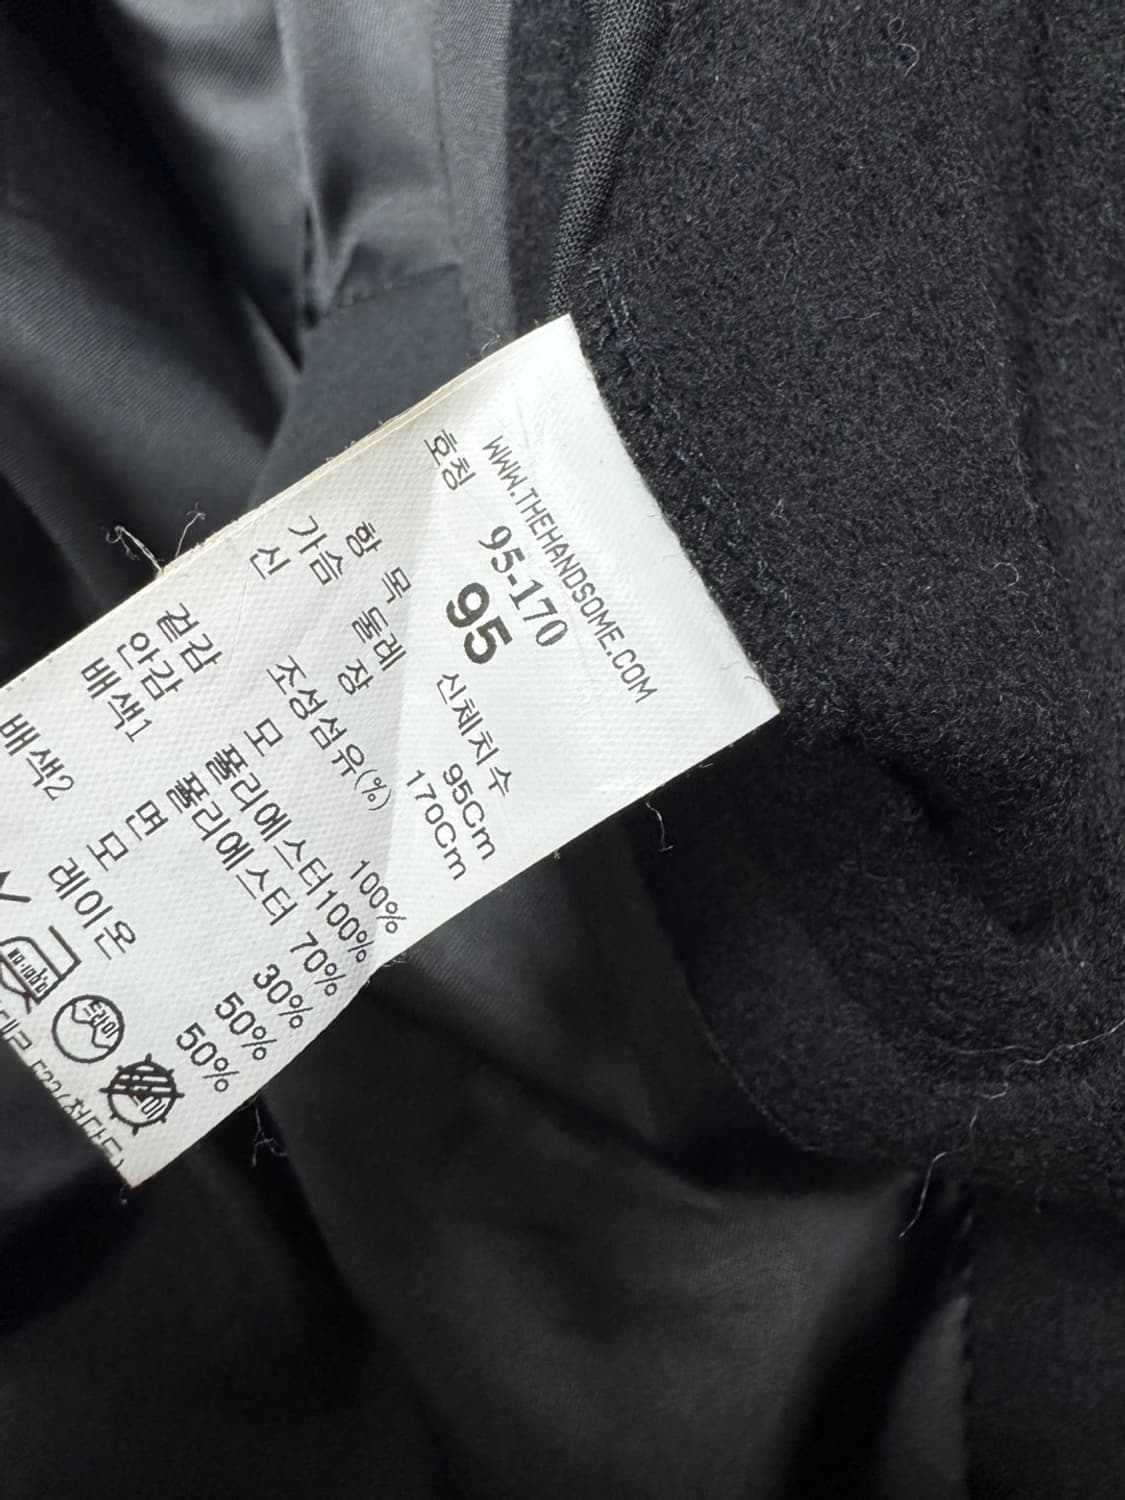 WWW.THEHANDSOME.COM
호칭 95-170
95
항 목 신체치수
가슴 둘레 95Cm
신 장 170Cm
조성섬유(%)
겉감 모 100%
안감 폴리에스터100%
배색1 폴리에스터 70%
면 30%
배색2 모 50%
레이온 50%
드라이